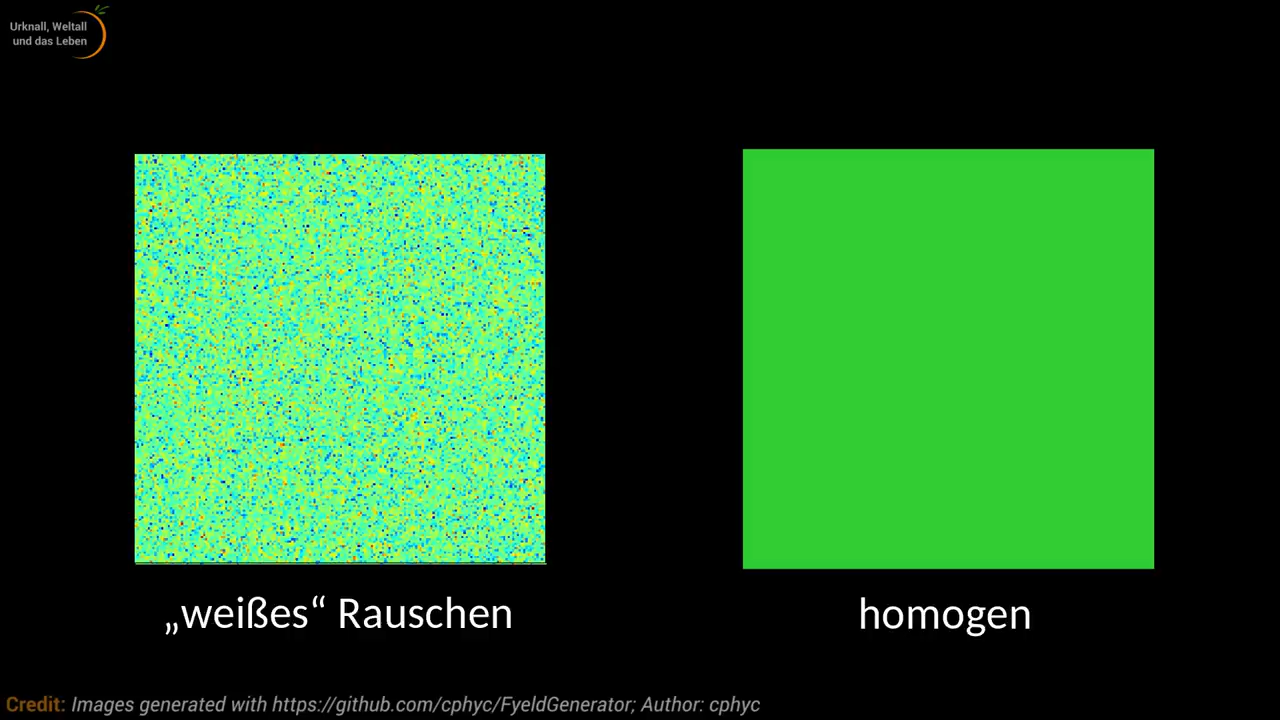 Urknall, Weltall
und das Leben
„weißes“ Rauschen
homogen
Credit: Images generated with https://github.com/cphyc/FyeldGenerator; Author: cphyc